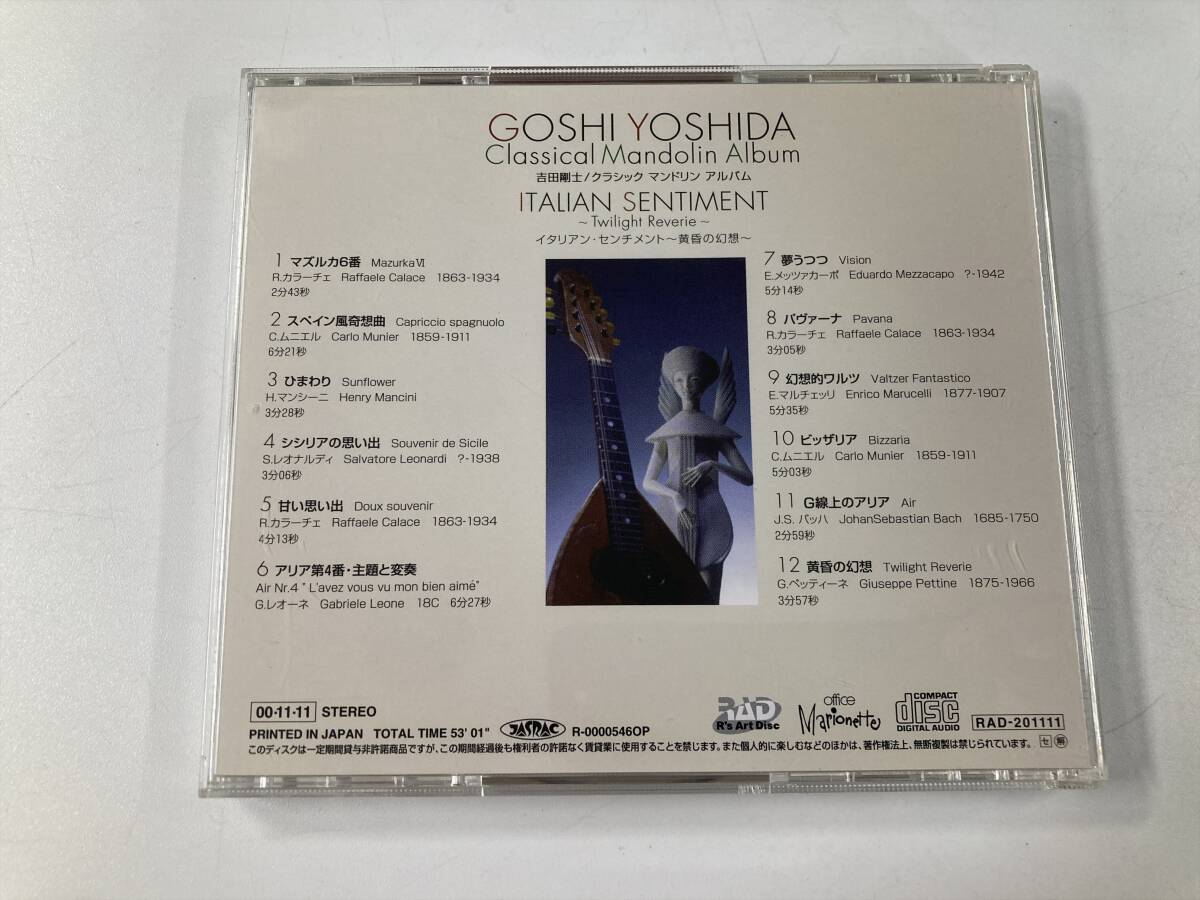 GOSHI YOSHIDA
Classical Mandolin Album
吉田剛士/クラシック マンドリン アルバム
ITALIAN SENTIMENT
~Twilight Reverie~
イタリアン・センチメント~黄昏の幻想~
1 マズルカ6番 Mazurka Ⅵ
R.カラーチェ Raffaele Calace 1863-1934
2分43秒
2 スペイン風奇想曲 Capriccio spagnuolo
C.ムニエル Carlo Munier 1859-1911
6分21秒
3 ひまわり Sunflower
H.マンシーニ Henry Mancini
3分28秒
4 シシリアの思い出 Souvenir de Sicile
S.レオナルディ Salvatore Leonardi ?-1938
3分06秒
5 甘い思い出 Doux souvenir
R.カラーチェ Raffaele Calace 1863-1934
4分13秒
6 アリア第4番・主題と変奏
Air Nr.4 " L'avez vous vu mon bien aimé"
G.レオーネ Gabriele Leone 18C 6分27秒
7 夢うつつ Vision
E.メッツァカーポ Eduardo Mezzacapo ?-1942
5分14秒
8 パヴァーナ Pavana
R.カラーチェ Raffaele Calace 1863-1934
3分05秒
9 幻想的ワルツ Valtzer Fantastico
E.マルチェッリ Enrico Marucelli 1877-1907
5分35秒
10 ビッザリア Bizzaria
C.ムニエル Carlo Munier 1859-1911
5分03秒
11 G線上のアリア Air
J.S. バッハ JohanSebastian Bach 1685-1750
2分59秒
12 黄昏の幻想 Twilight Reverie
G.ペッティーネ Giuseppe Pettine 1875-1966
3分57秒
00・11・11 STEREO
PRINTED IN JAPAN TOTAL TIME 53' 01" JASRAC R-0000546OP
RAD R's Art Disc
office Marionette
COMPACT disc DIGITAL AUDIO
RAD-201111
このディスクは一定期間貸与非許諾商品ですが、この期間経過後も権利者の許諾なく賃貸業に使用することを禁じます。また個人的に楽しむなどのほかは、著作権法上、無断複製は禁じられています。 セ 解